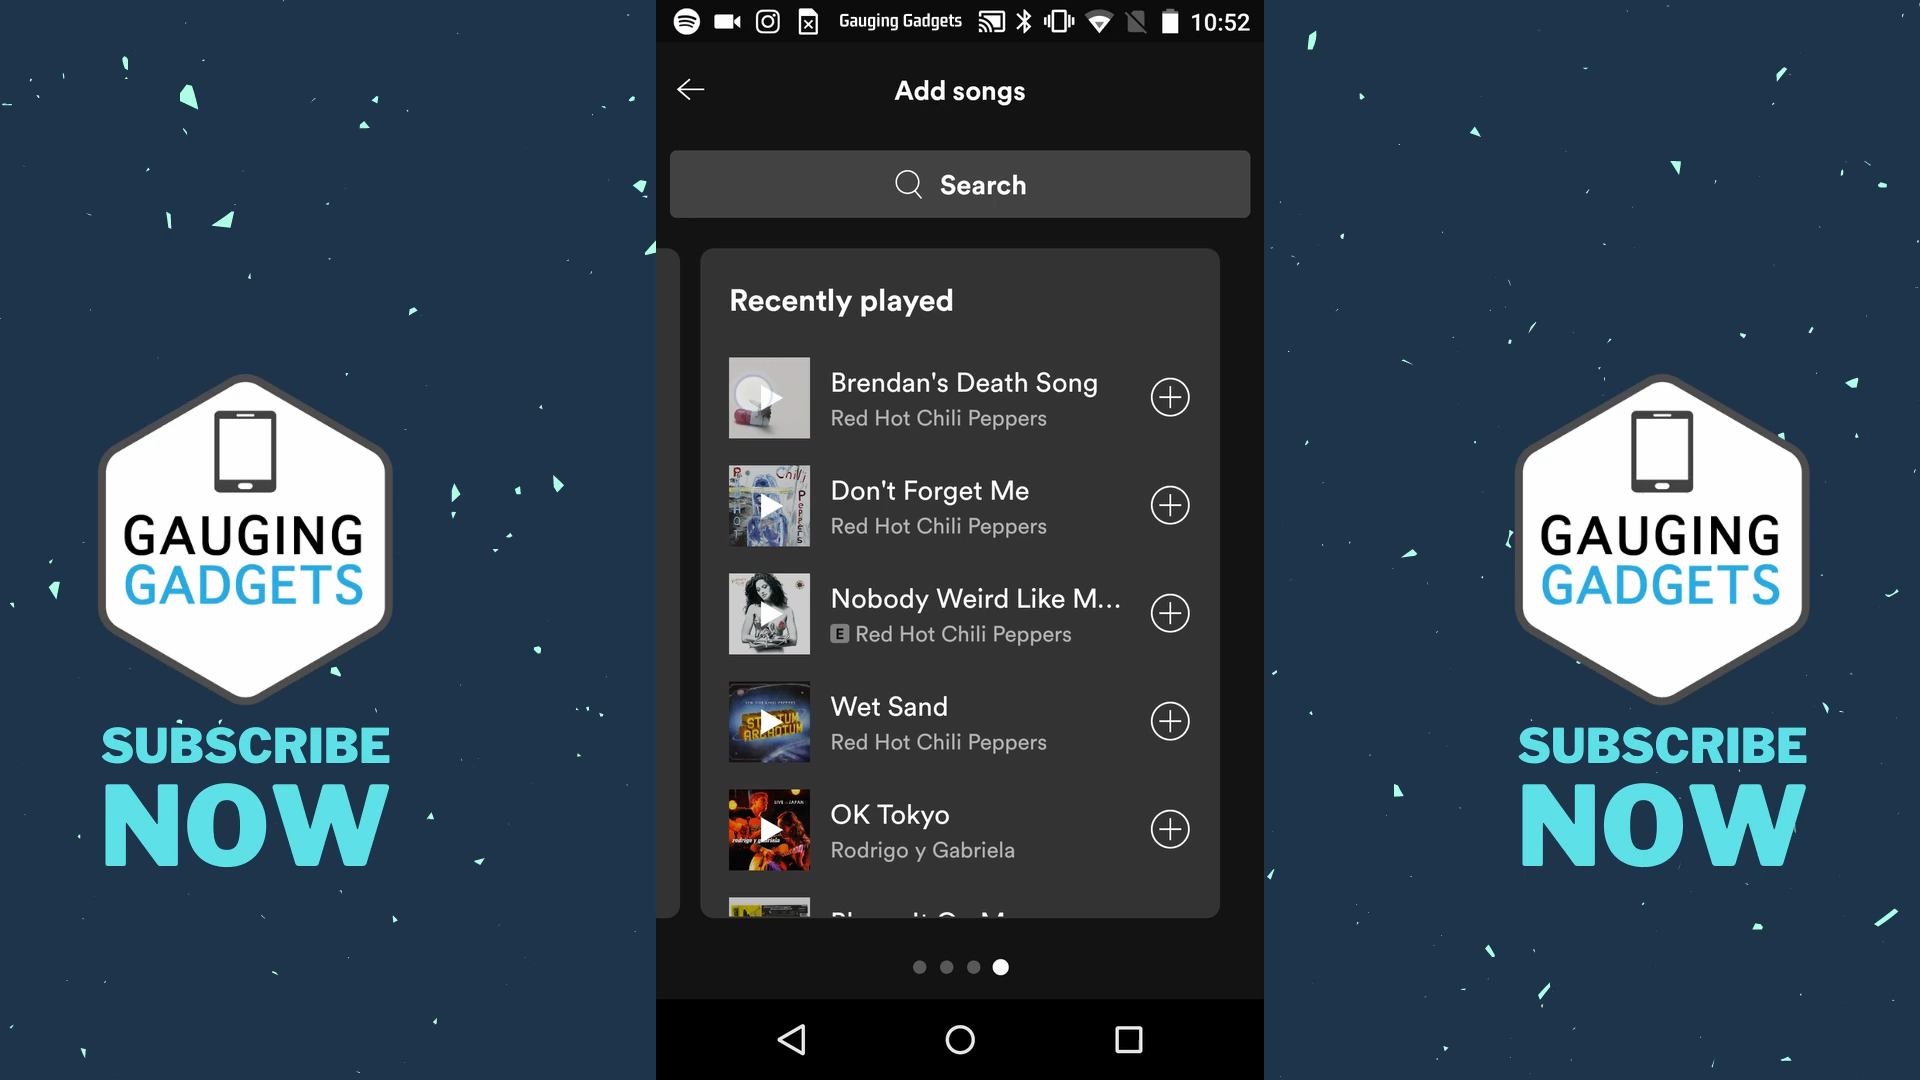 Gauging Gadgets
10:52
Add songs
Search
Recently played
Brendan's Death Song
Red Hot Chili Peppers
Don't Forget Me
Red Hot Chili Peppers
Nobody Weird Like M...
E Red Hot Chili Peppers
Wet Sand
Red Hot Chili Peppers
OK Tokyo
Rodrigo y Gabriela
GAUGING
GADGETS
SUBSCRIBE
NOW
GAUGING
GADGETS
SUBSCRIBE
NOW